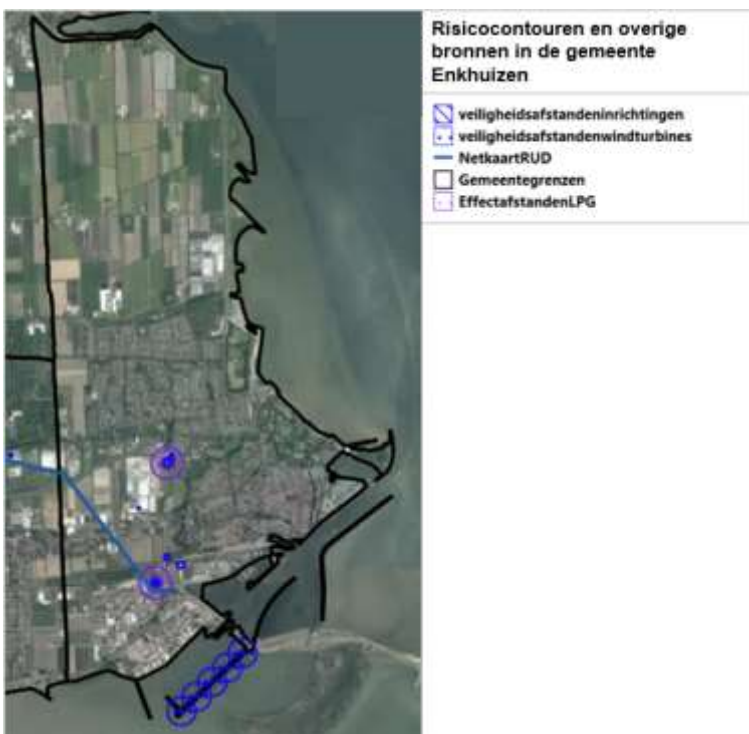 Risicocontouren en overige
bronnen in de gemeente
Enkhuizen
veiligheidsafstandeninrichtingen
veiligheidsafstandenwindturbines
NetkaartRUD
Gemeentegrenzen
EffectafstandenLPG